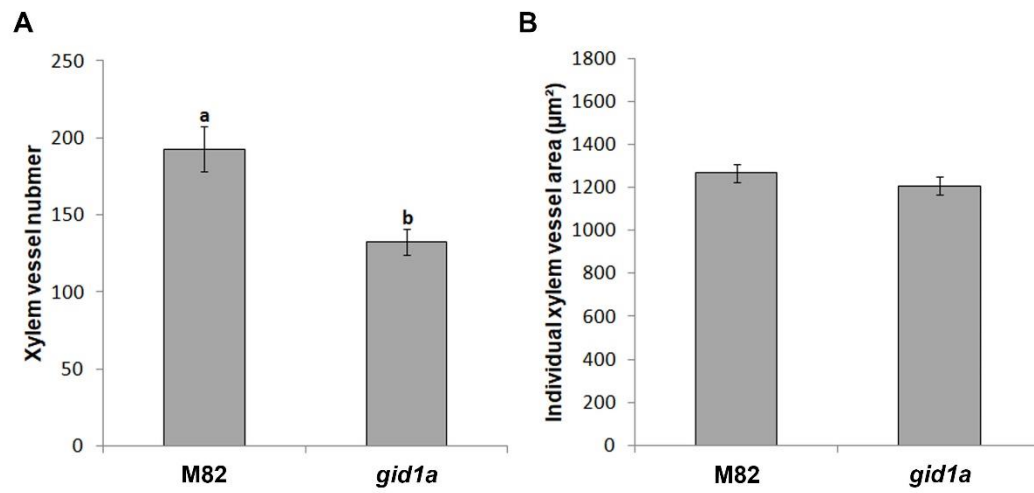 A
Xylem vessel nubmer
250
200
150
100
50
0
a
b
M82
gid1a
B
Individual xylem vessel area (µm²)
1800
1600
1400
1200
1000
800
600
400
200
0
M82
gid1a